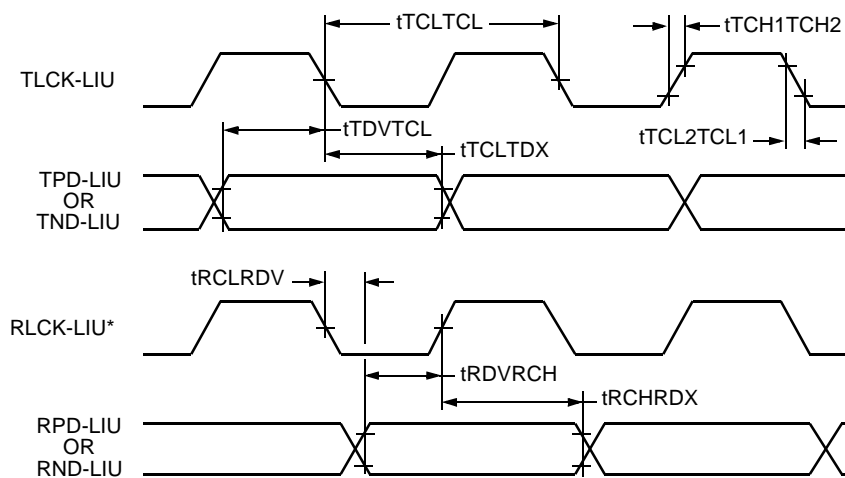 tTCLTCL
tTCH1TCH2
TLCK-LIU
tTDVTCL
tTCLTDX
tTCL2TCL1
TPD-LIU
OR
TND-LIU
tRCLRDV
RLCK-LIU*
tRDVRCH
tRCHRDX
RPD-LIU
OR
RND-LIU